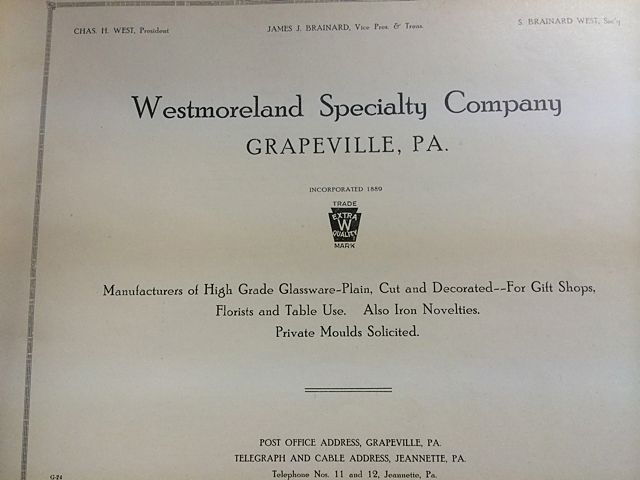 CHAS. H. WEST, President
JAMES J. BRAINARD, Vice Pres. & Treas.
S. BRAINARD WEST, Sec'y
Westmoreland Specialty Company
GRAPEVILLE, PA.
INCORPORATED 1889
TRADE
EXTRA
W
QUALITY
MARK
Manufacturers of High Grade Glassware-Plain, Cut and Decorated--For Gift Shops,
Florists and Table Use. Also Iron Novelties.
Private Moulds Solicited.
POST OFFICE ADDRESS, GRAPEVILLE, PA.
TELEGRAPH AND CABLE ADDRESS, JEANNETTE, PA.
Telephone Nos. 11 and 12, Jeannette, Pa.
G-24